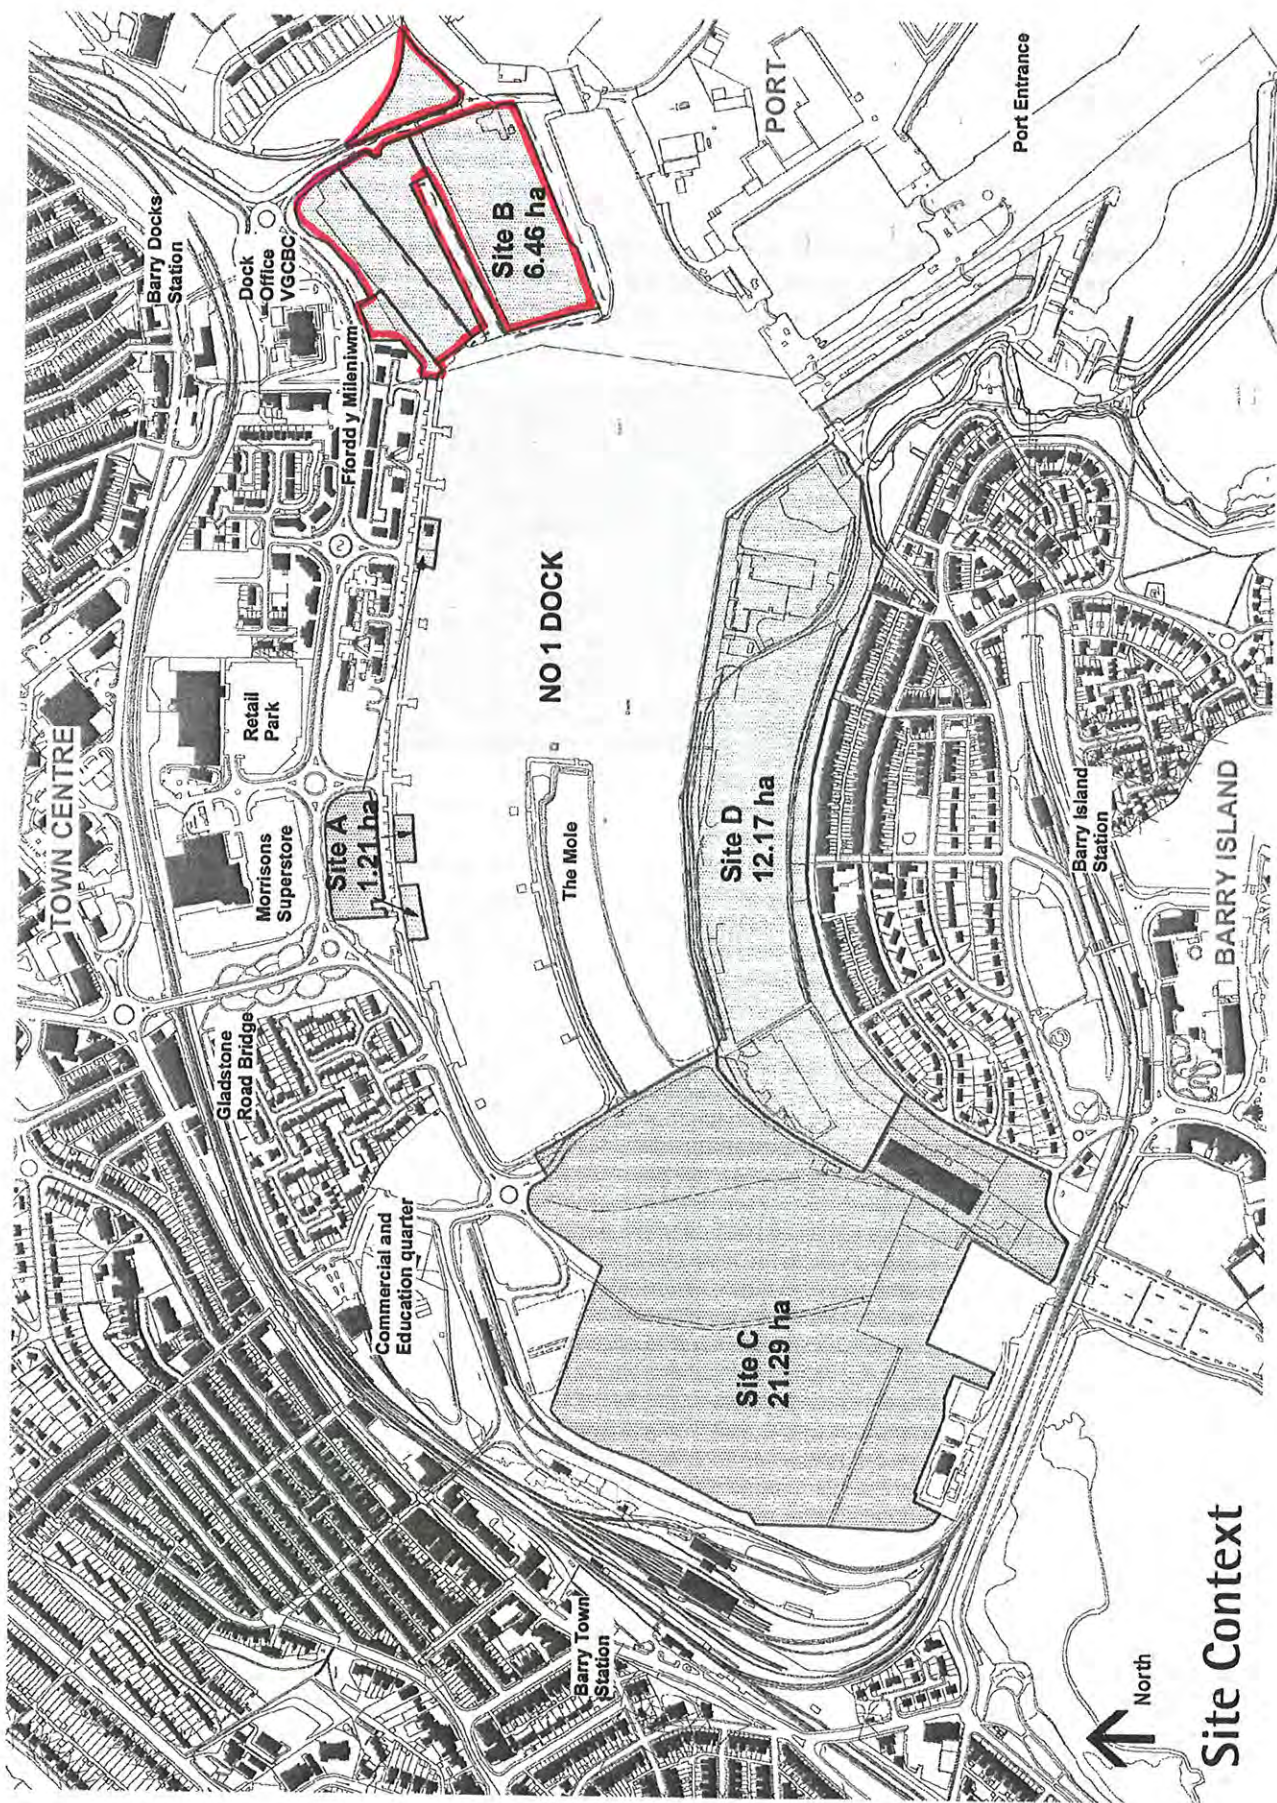 TOWN CENTRE
Barry Docks
Station
Dock
Office
VGCBC
Ffordd y Mileniwm
Retail
Park
Morrisons
Superstore
Gladstone
Road Bridge
Commercial and
Education quarter
Barry Town
Station
Site A
1.21 ha
Site B
6.46 ha
NO 1 DOCK
The Mole
PORT
Port Entrance
Site C
21.29 ha
Site D
12.17 ha
Barry Island
Station
BARRY ISLAND
North
Site Context